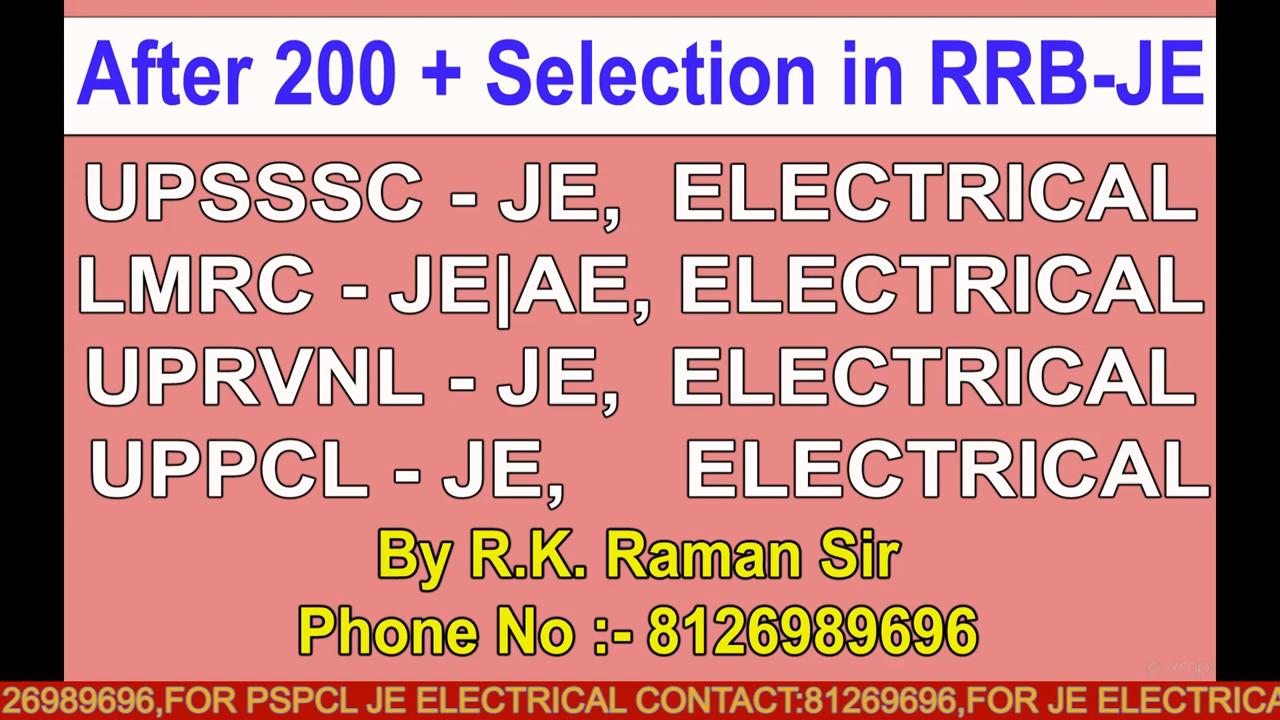 After 200 + Selection in RRB-JE
UPSSSC - JE, ELECTRICAL
LMRC - JE|AE, ELECTRICAL
UPRVNL - JE, ELECTRICAL
UPPCL - JE, ELECTRICAL
By R.K. Raman Sir
Phone No :- 8126989696
26989696,FOR PSPCL JE ELECTRICAL CONTACT:81269696,FOR JE ELECTRICA